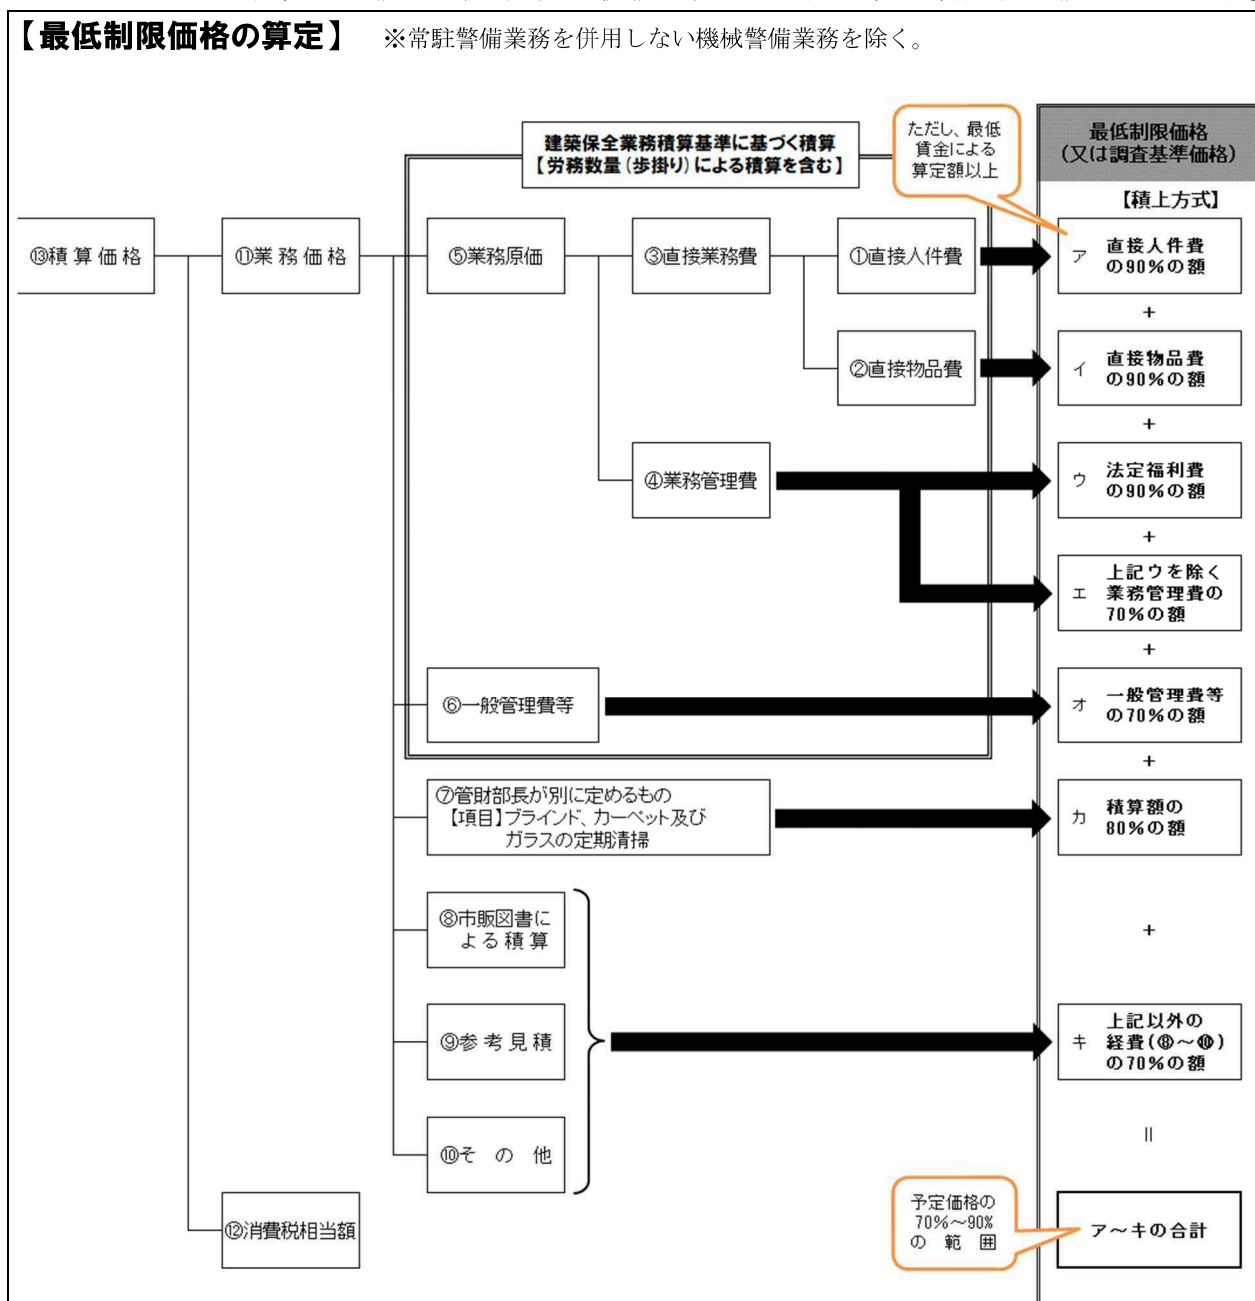 【最低制限価格の算定】 ※常駐警備業務を併用しない機械警備業務を除く。
建築保全業務積算基準に基づく積算
【労務数量(歩掛り)による積算を含む】
ただし、最低
賃金による
算定額以上
最低制限価格
(又は調査基準価格)
【積上方式】
⑬積算価格
⑪業務価格
⑤業務原価
③直接業務費
①直接人件費
ア 直接人件費
の90%の額
+
②直接物品費
イ 直接物品費
の90%の額
+
④業務管理費
ウ 法定福利費
の90%の額
+
エ 上記ウを除く
業務管理費の
70%の額
+
⑥一般管理費等
オ 一般管理費等
の70%の額
+
⑦管財部長が別に定めるもの
【項目】ブラインド、カーペット及び
ガラスの定期清掃
カ 積算額の
80%の額
+
⑧市販図書に
よる積算
⑨参考見積
キ 上記以外の
経費(⑧~⑩)
の70%の額
=
⑩その他
⑫消費税相当額
予定価格の
70%~90%
の範囲
ア~キの合計